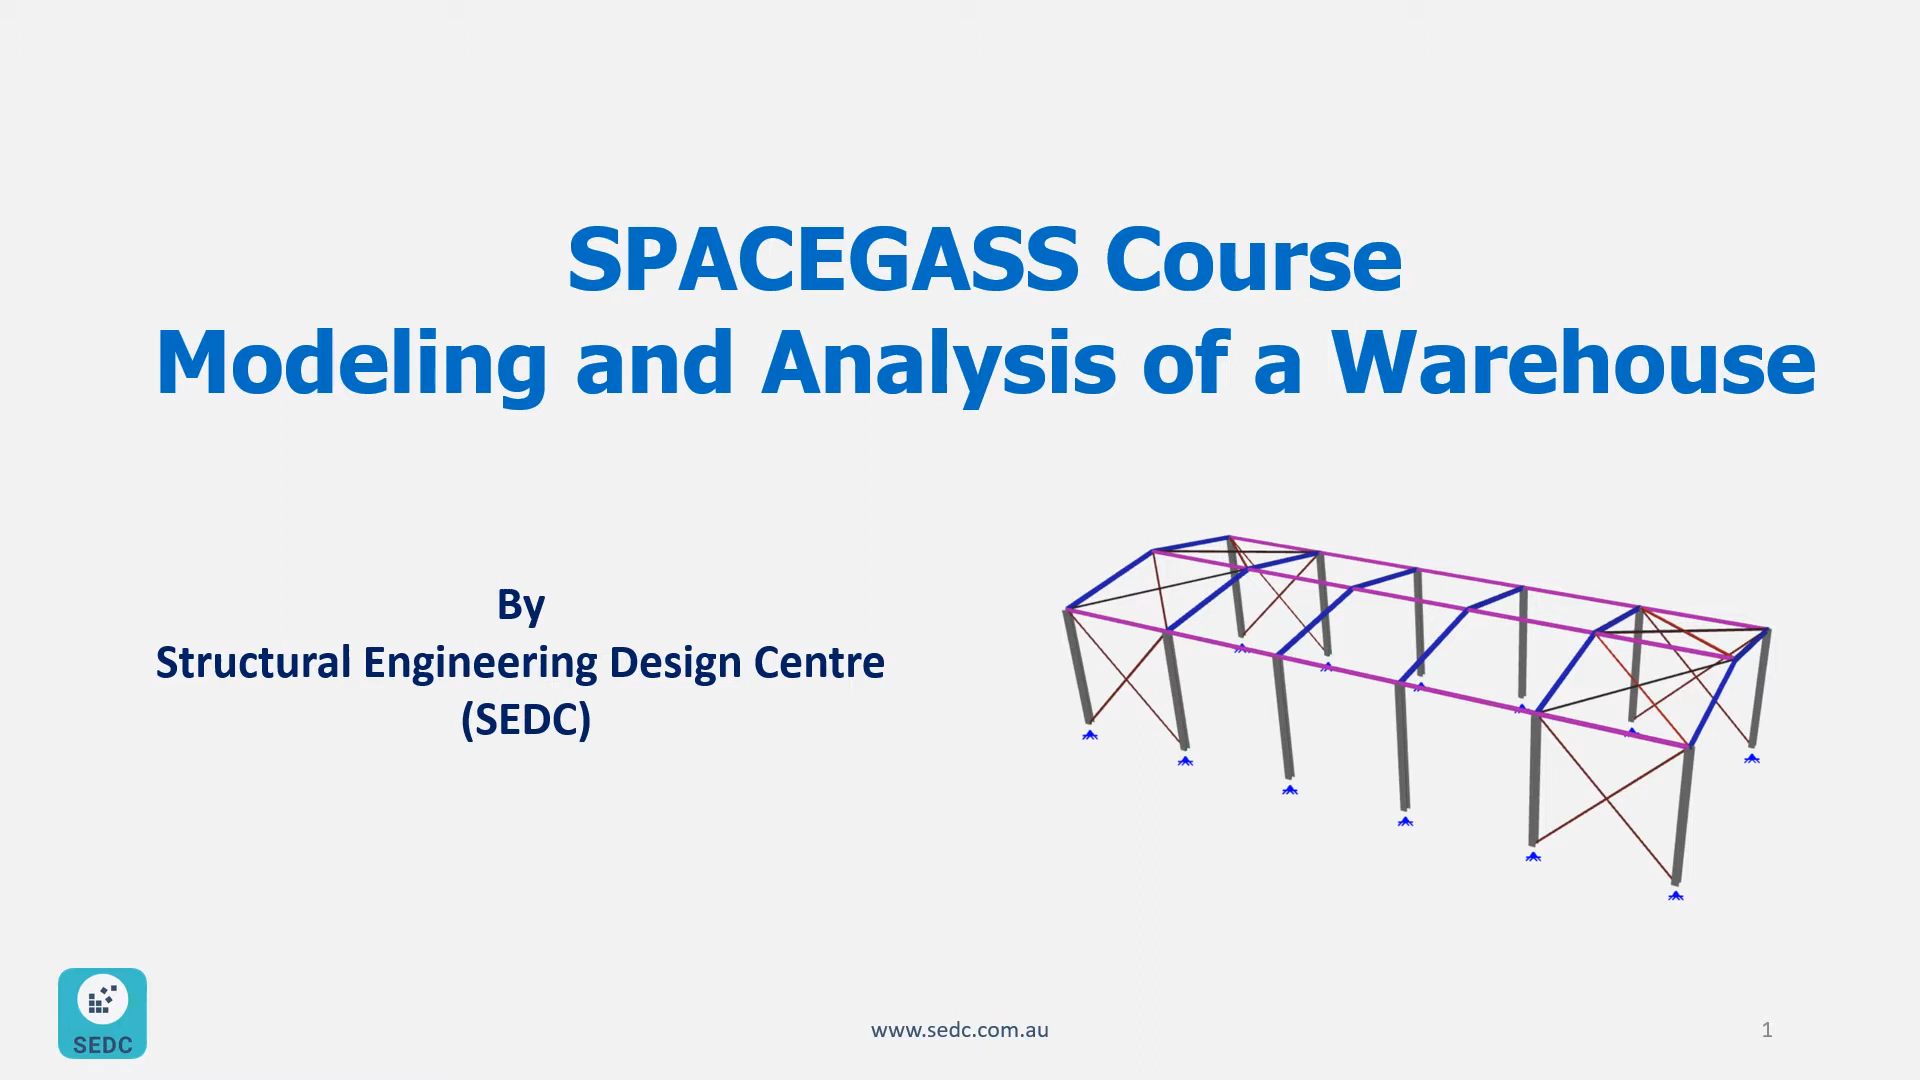 SPACEGASS Course
Modeling and Analysis of a Warehouse
By
Structural Engineering Design Centre
(SEDC)
SEDC
www.sedc.com.au
1